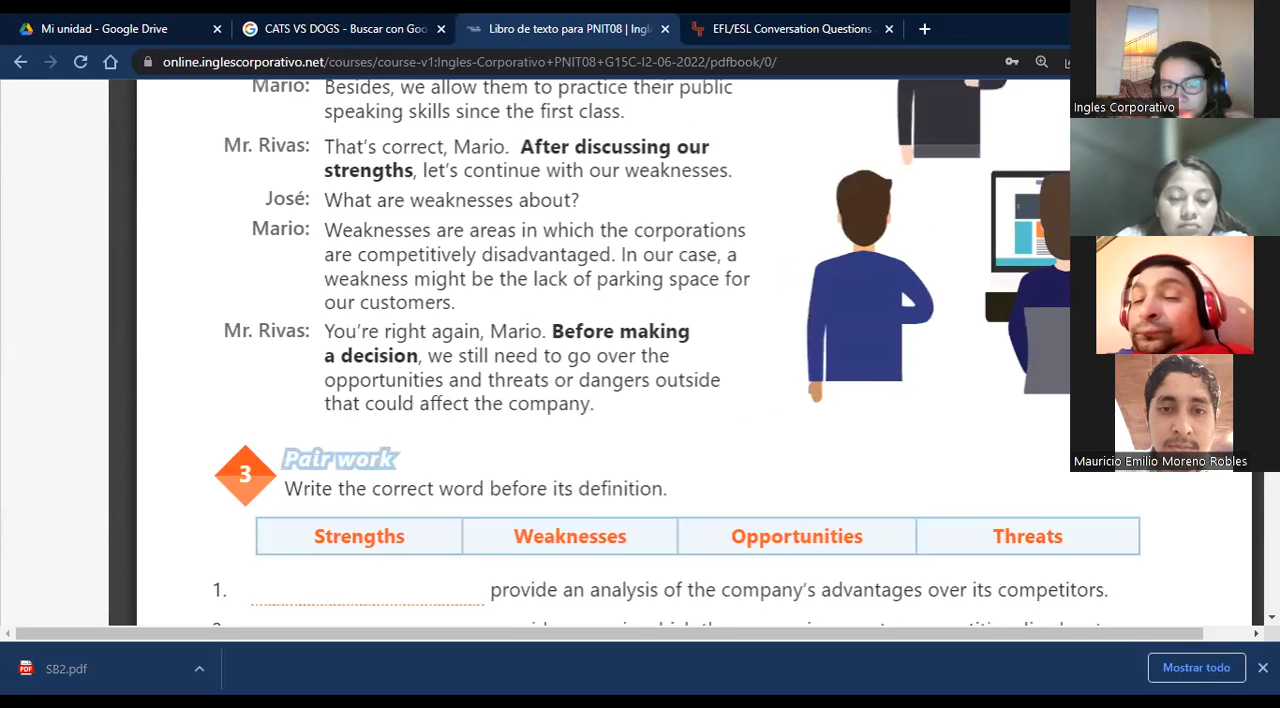 Mi unidad - Google Drive
CATS VS DOGS - Buscar con Goo
Libro de texto para PNIT08 | Ingl
EFL/ESL Conversation Questions
online.inglescorporativo.net/courses/course-v1:Ingles-Corporativo+PNIT08+G15C-I2-06-2022/pdfbook/0/
Mario: Besides, we allow them to practice their public
speaking skills since the first class.
Mr. Rivas: That's correct, Mario. After discussing our
strengths, let's continue with our weaknesses.
José: What are weaknesses about?
Mario: Weaknesses are areas in which the corporations
are competitively disadvantaged. In our case, a
weakness might be the lack of parking space for
our customers.
Mr. Rivas: You're right again, Mario. Before making
a decision, we still need to go over the
opportunities and threats or dangers outside
that could affect the company.
3 Pair work
Write the correct word before its definition.
Strengths Weaknesses Opportunities Threats
1. provide an analysis of the company's advantages over its competitors.
Ingles Corporativo
Mauricio Emilio Moreno Robles
PDF SB2.pdf
Mostrar todo